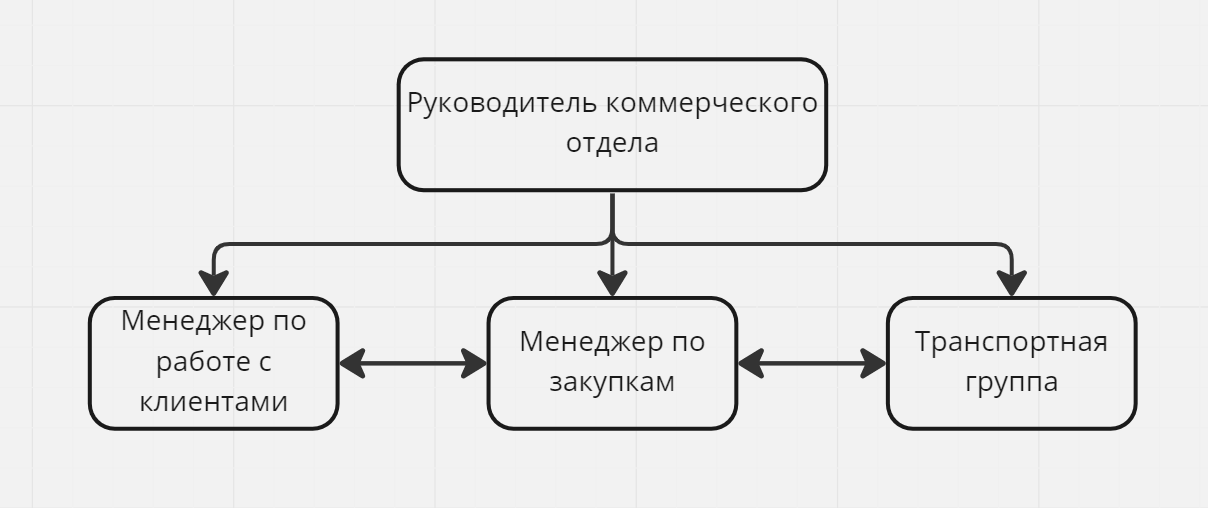 Руководитель коммерческого
отдела
Менеджер по
работе с
клиентами
Менеджер по
закупкам
Транспортная
группа